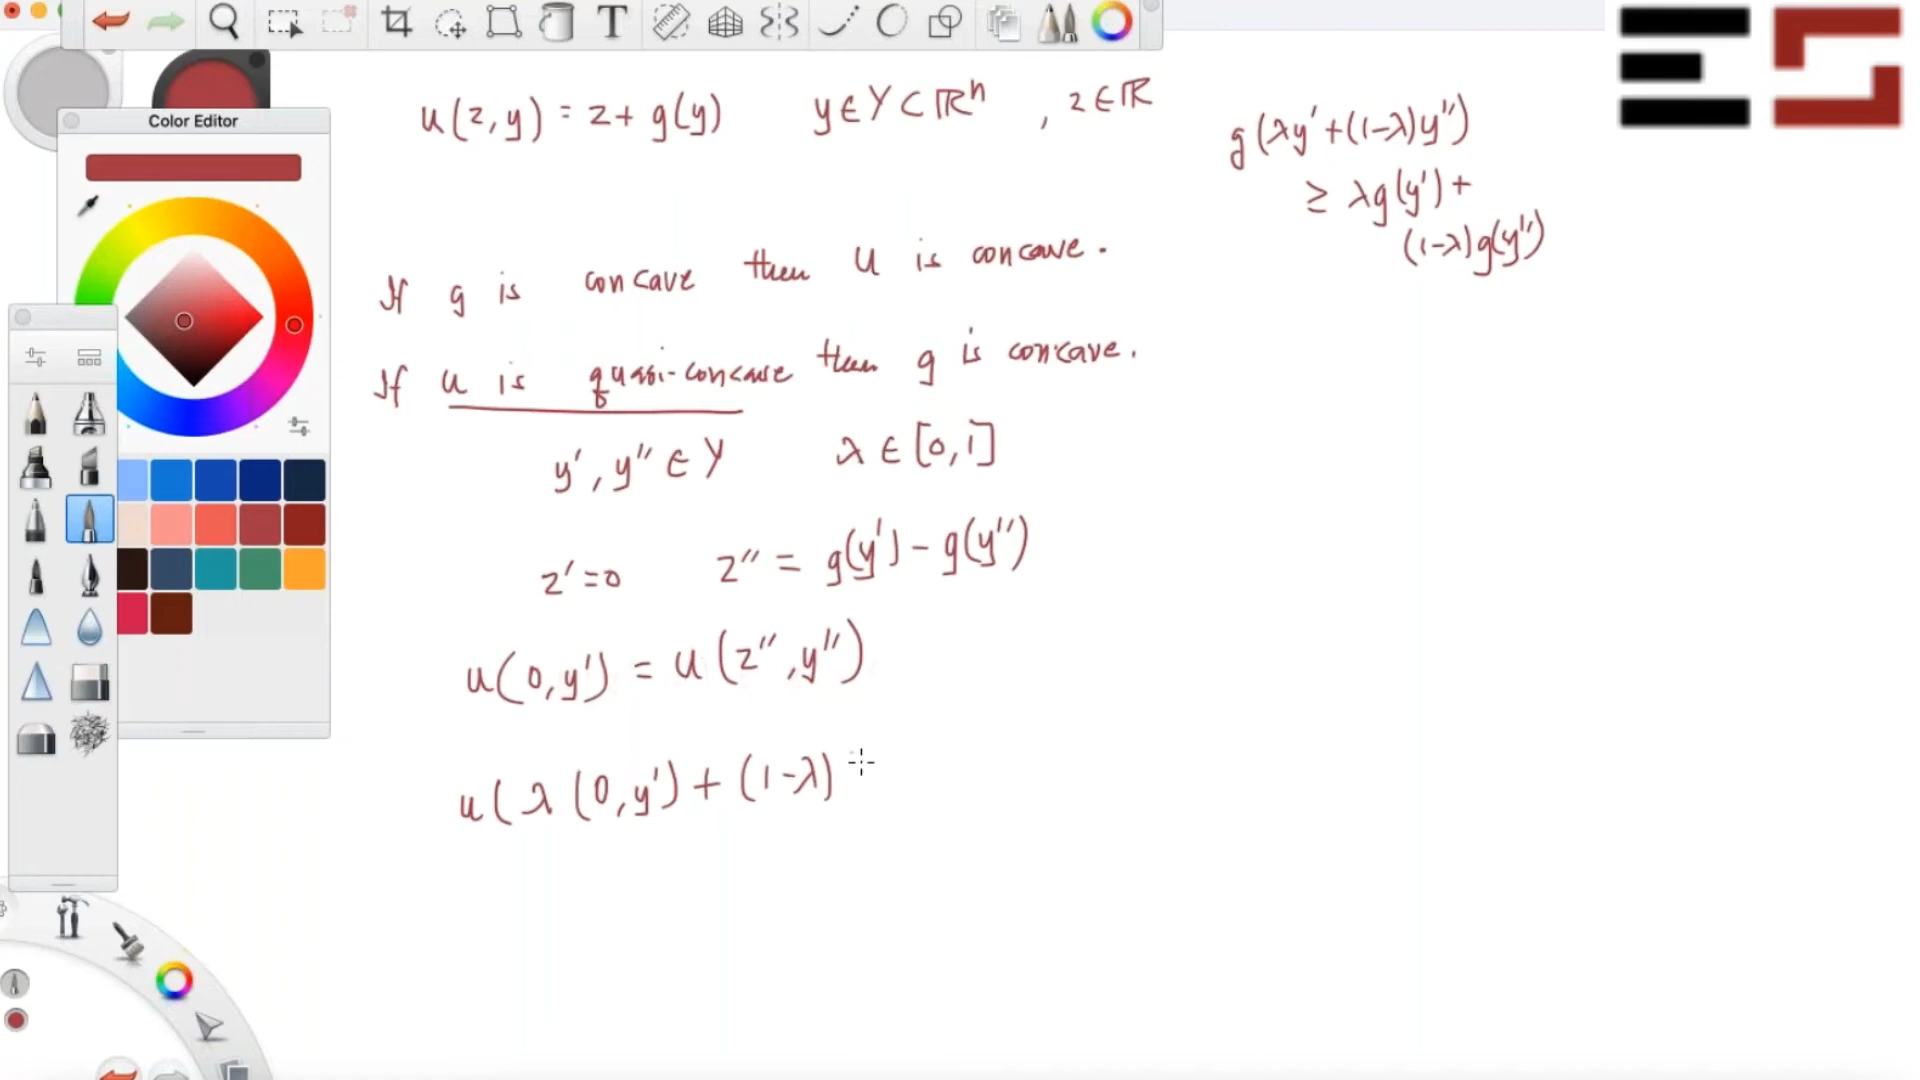 Color Editor
u(z,y) = z + g(y)  y ∈ Y ⊂ ℝⁿ , z ∈ ℝ
g(λy' + (1-λ)y'')
≥ λg(y') +
(1-λ)g(y'')
If g is concave then u is concave.
If u is quasi-concave then g is concave.
y', y'' ∈ Y  λ ∈ [0,1]
z' = 0  z'' = g(y') - g(y'')
u(0,y') = u(z'',y'')
u(λ(0,y') + (1-λ)